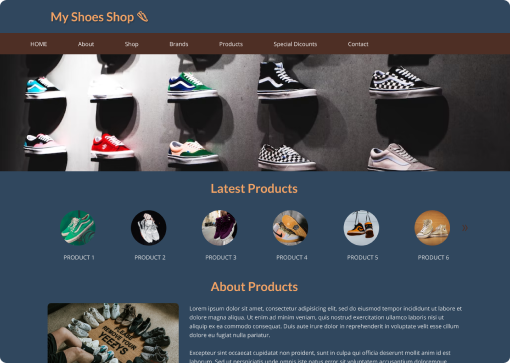 My Shoes Shop
HOME About Shop Brands Products Special Dicounts Contact
Latest Products
PRODUCT 1 PRODUCT 2 PRODUCT 3 PRODUCT 4 PRODUCT 5 PRODUCT 6
About Products
Lorem ipsum dolor sit amet, consectetur adipisicing elit, sed do eiusmod tempor incididunt ut labore et
dolore magna aliqua. Ut enim ad minim veniam, quis nostrud exercitation ullamco laboris nisi ut
aliquip ex ea commodo consequat. Duis aute irure dolor in reprehenderit in voluptate velit esse cillum
dolore eu fugiat nulla pariatur.
Excepteur sint occaecat cupidatat non proident, sunt in culpa qui officia deserunt mollit anim id est
laborum. Sed ut perspiciatis unde omnis iste natus error sit voluptatem accusantium doloremque